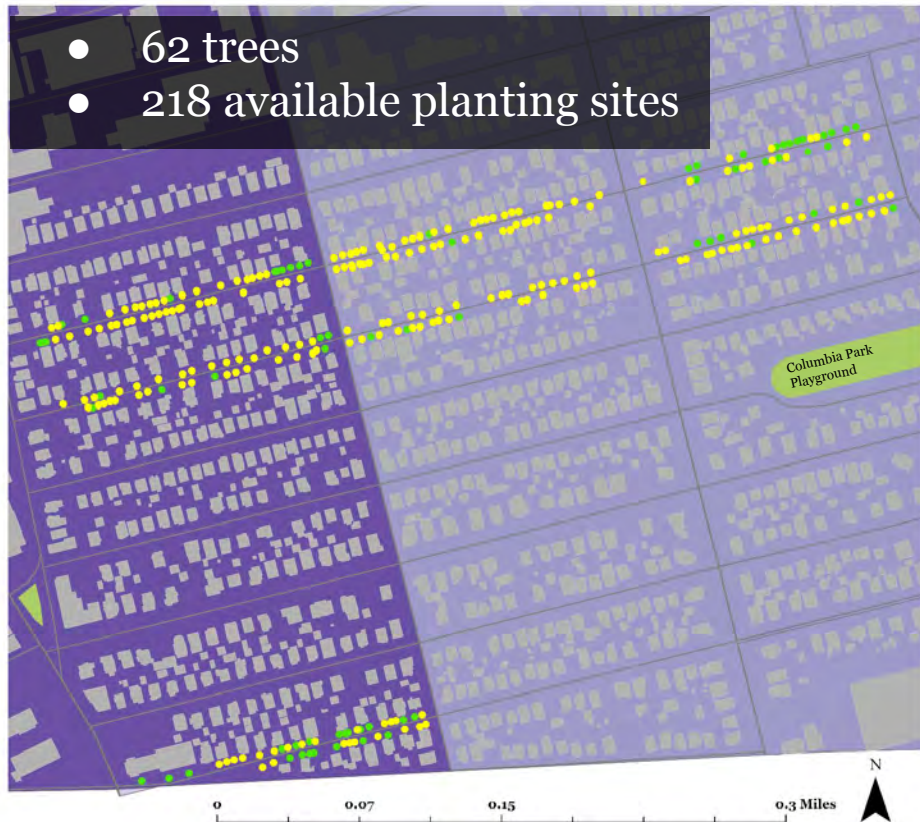 ● 62 trees
● 218 available planting sites
Columbia Park
Playground
N
0 0.07 0.15 0.3 Miles